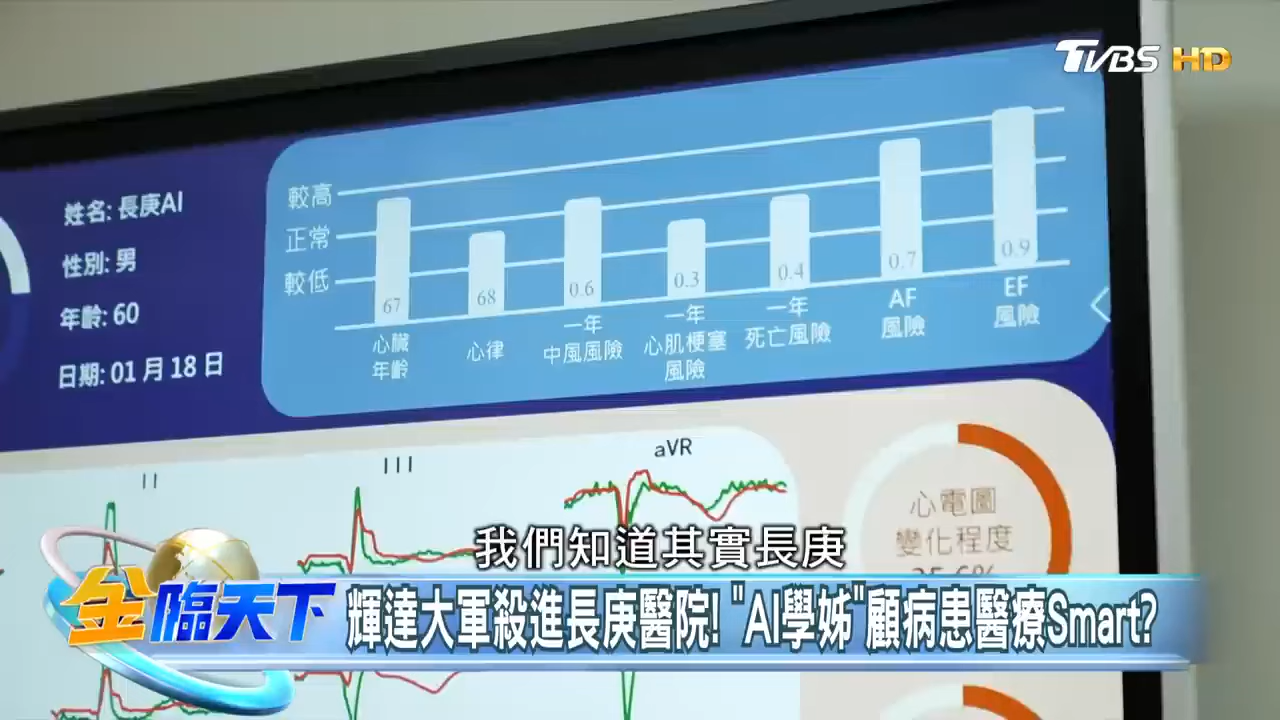 TVBS HD
姓名: 長庚AI
性別: 男
年齡: 60
日期: 01 月 18 日
較高
正常
較低
67
68
0.6
0.3
0.4
0.7
0.9
心臟
年齡
心律
一年
中風風險
一年
心肌梗塞
風險
一年
死亡風險
AF
風險
EF
風險
II
III
aVR
心電圖
變化程度
我們知道其實長庚
金臨天下
輝達大軍殺進長庚醫院! "AI學姊"顧病患醫療Smart?